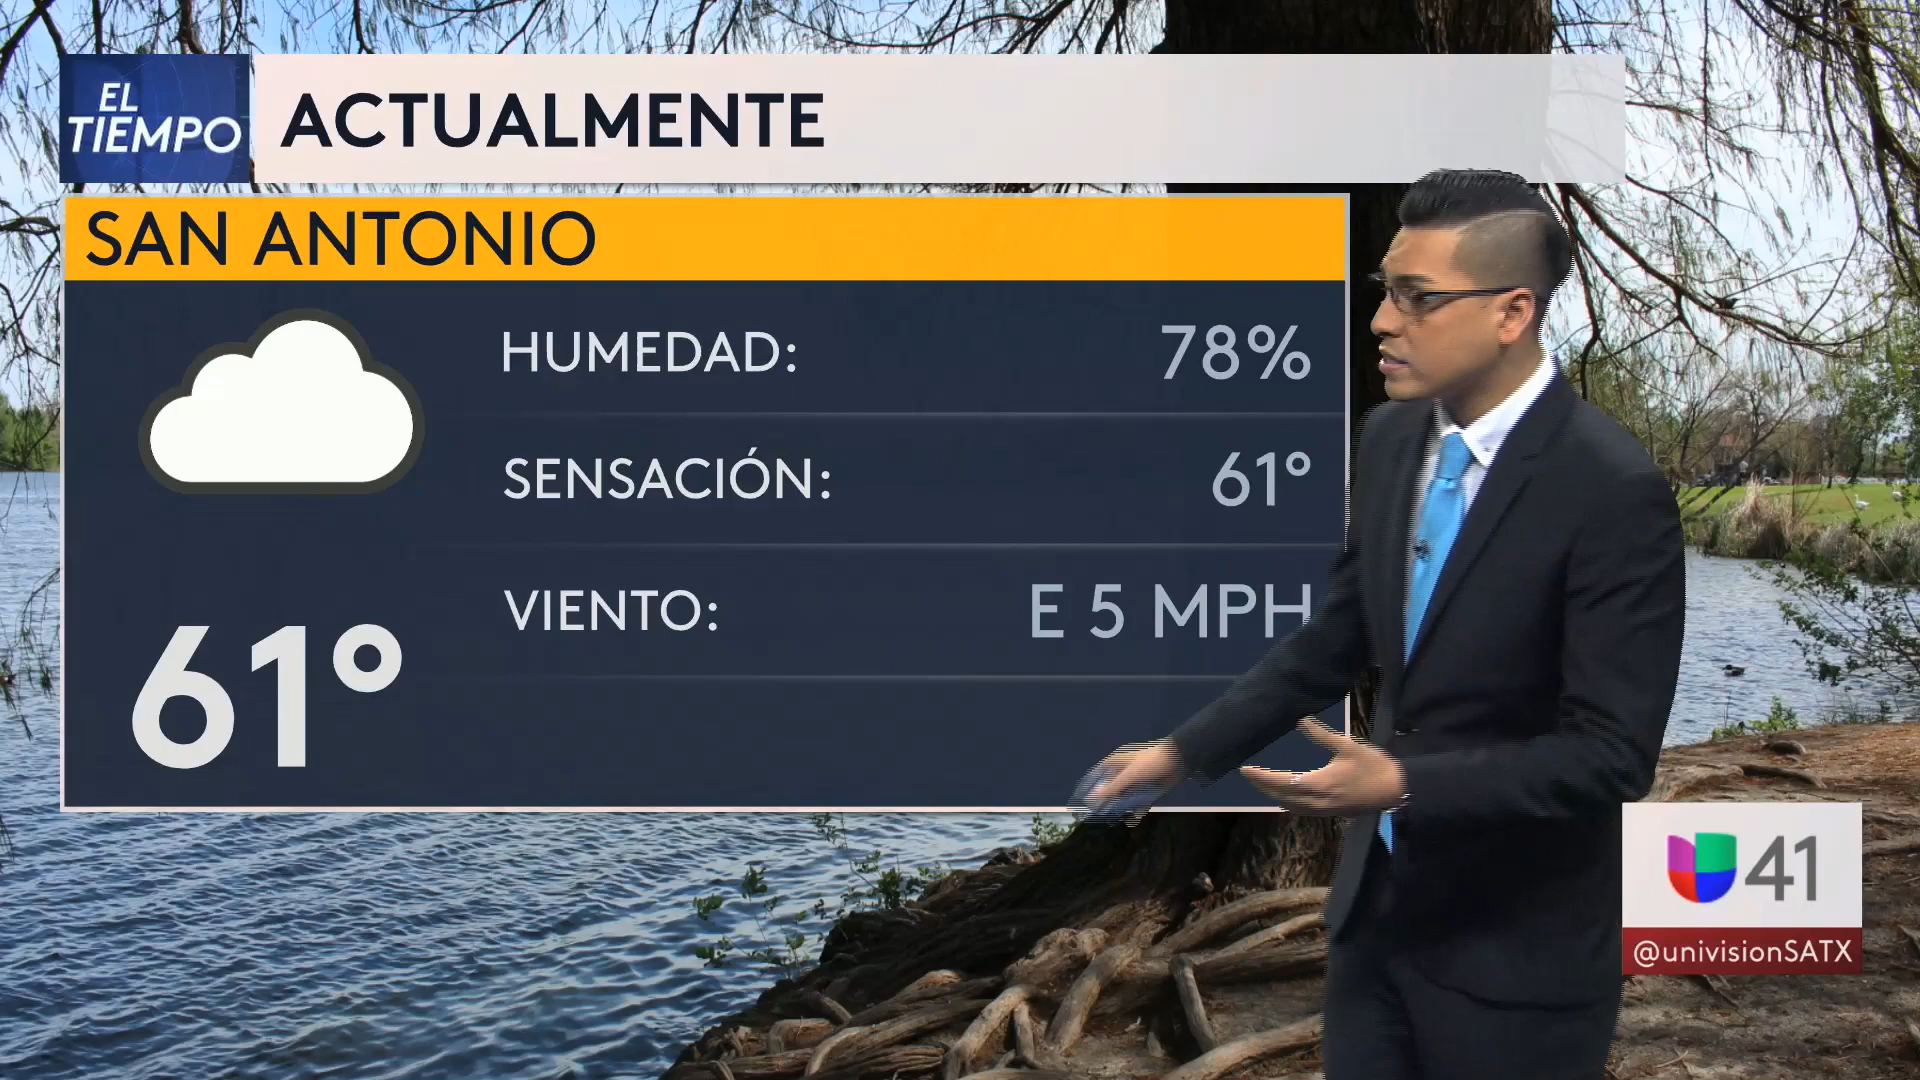 EL
TIEMPO
ACTUALMENTE
SAN ANTONIO
HUMEDAD: 78%
SENSACIÓN: 61°
VIENTO: E 5 MPH
61°
41
@univisionSATX